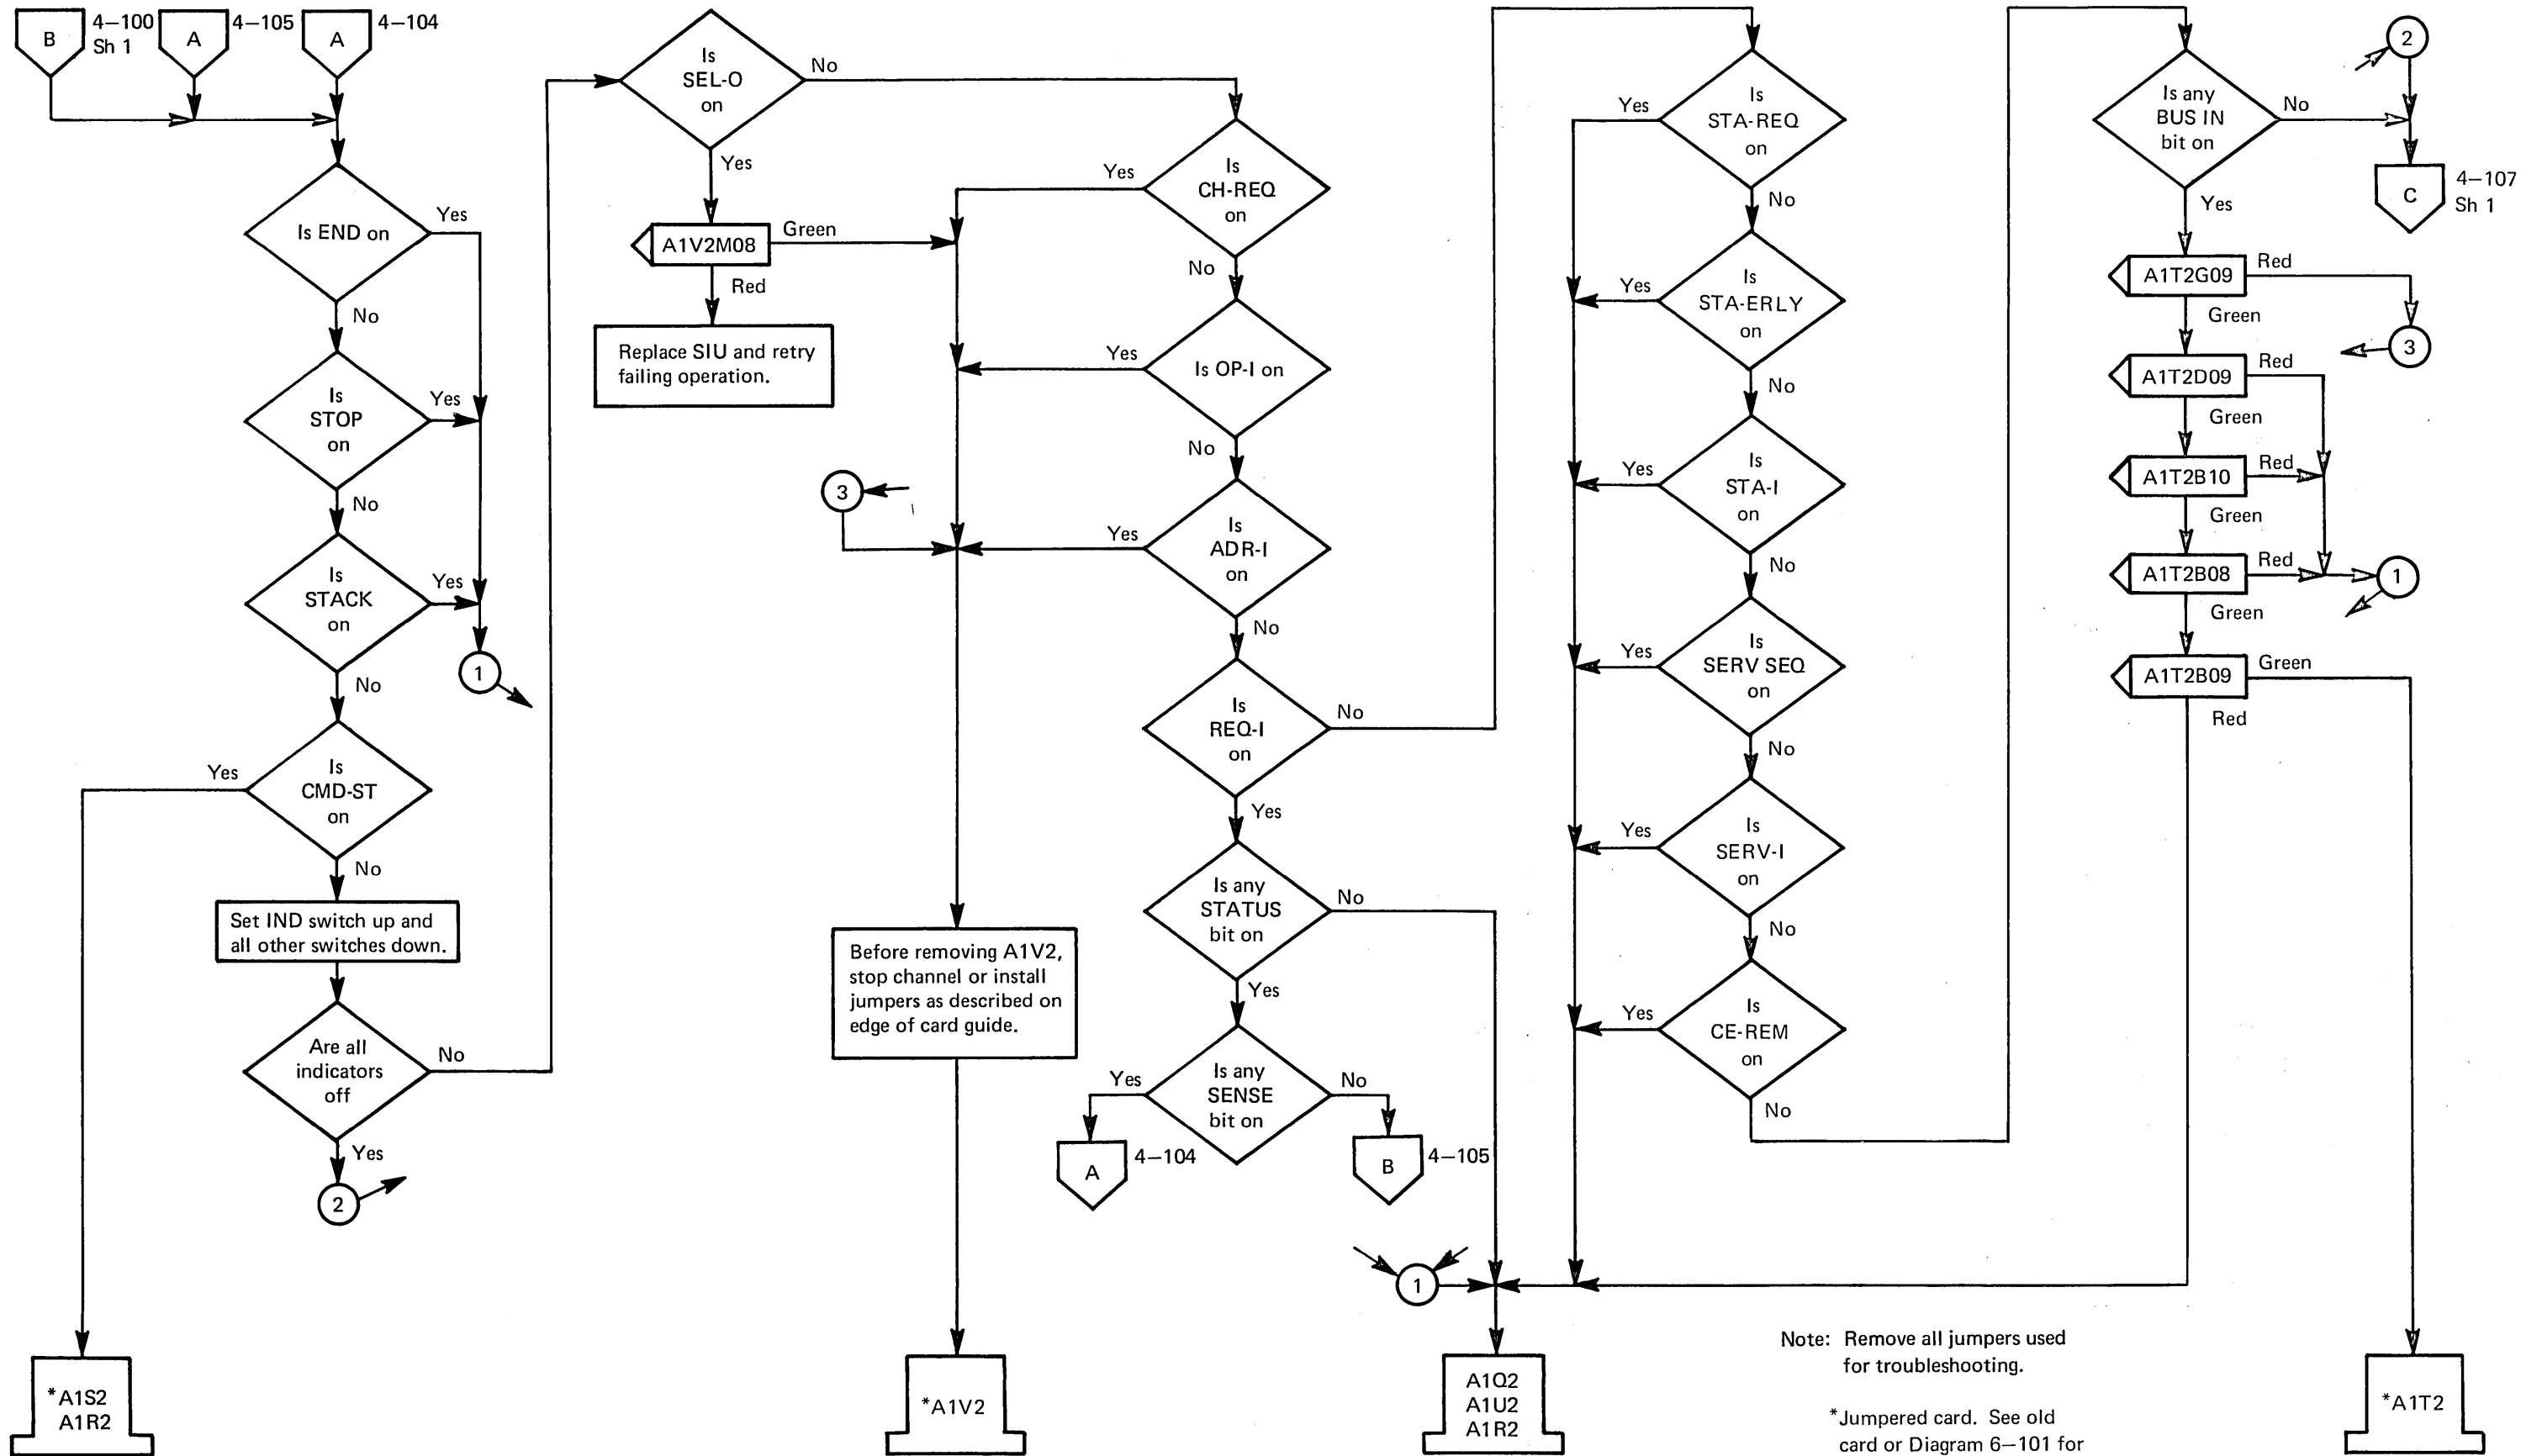 B
4—100
Sh 1
A
4—105
A
4—104
Is END on
Yes
No
Is
STOP
on
Yes
No
Is
STACK
on
Yes
No
1
Is
CMD-ST
on
Yes
No
Set IND switch up and
all other switches down.
Are all
indicators
off
No
Yes
2
*A1S2
A1R2
Is
SEL-O
on
No
Yes
A1V2M08
Green
Red
Replace SIU and retry
failing operation.
3
Before removing A1V2,
stop channel or install
jumpers as described on
edge of card guide.
*A1V2
Is
CH-REQ
on
Yes
No
Is OP-I on
Yes
No
Is
ADR-I
on
Yes
No
Is
REQ-I
on
No
Yes
Is any
STATUS
bit on
No
Yes
Is any
SENSE
bit on
Yes
No
A
4—104
B
4—105
1
A1Q2
A1U2
A1R2
Is
STA-REQ
on
Yes
No
Is
STA-ERLY
on
Yes
No
Is
STA-I
on
Yes
No
Is
SERV SEQ
on
Yes
No
Is
SERV-I
on
Yes
No
Is
CE-REM
on
Yes
No
Is any
BUS IN
bit on
No
Yes
2
C
4—107
Sh 1
A1T2G09
Red
Green
3
A1T2D09
Red
Green
A1T2B10
Red
Green
A1T2B08
Red
Green
1
A1T2B09
Green
Red
Note: Remove all jumpers used
for troubleshooting.
*Jumpered card. See old
card or Diagram 6—101 for
*A1T2